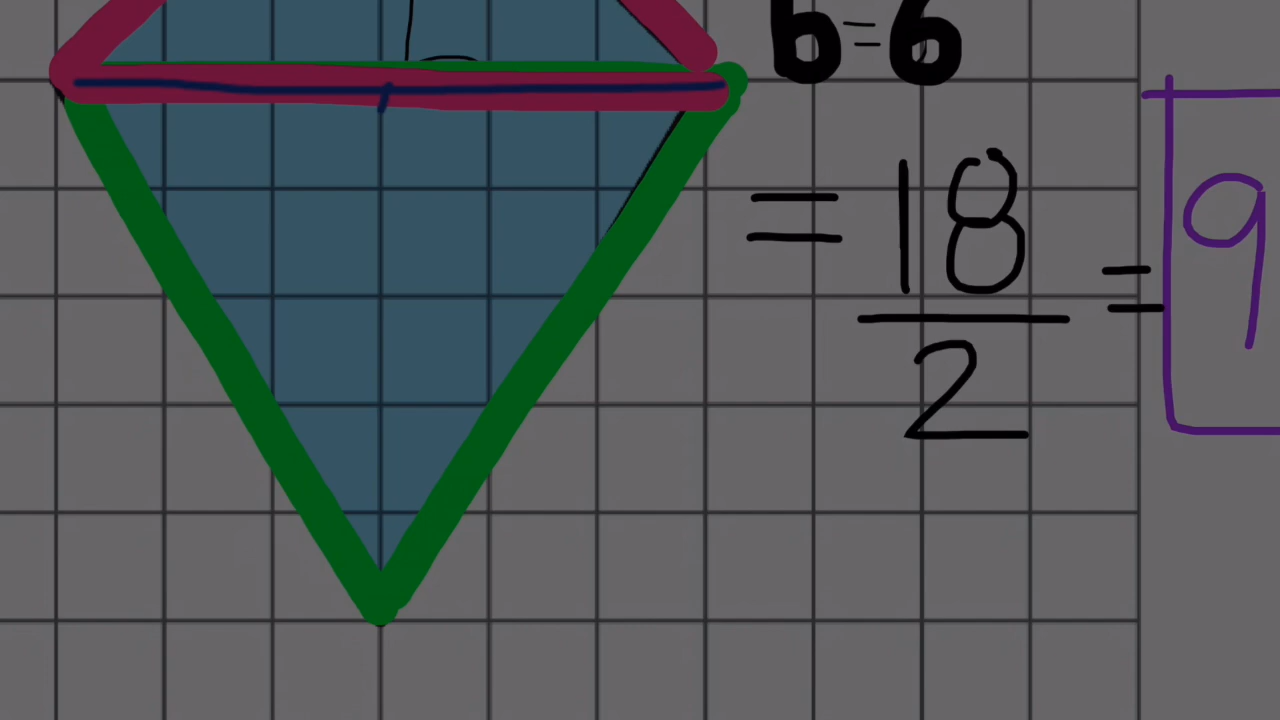 b=6
= 18/2 = 9